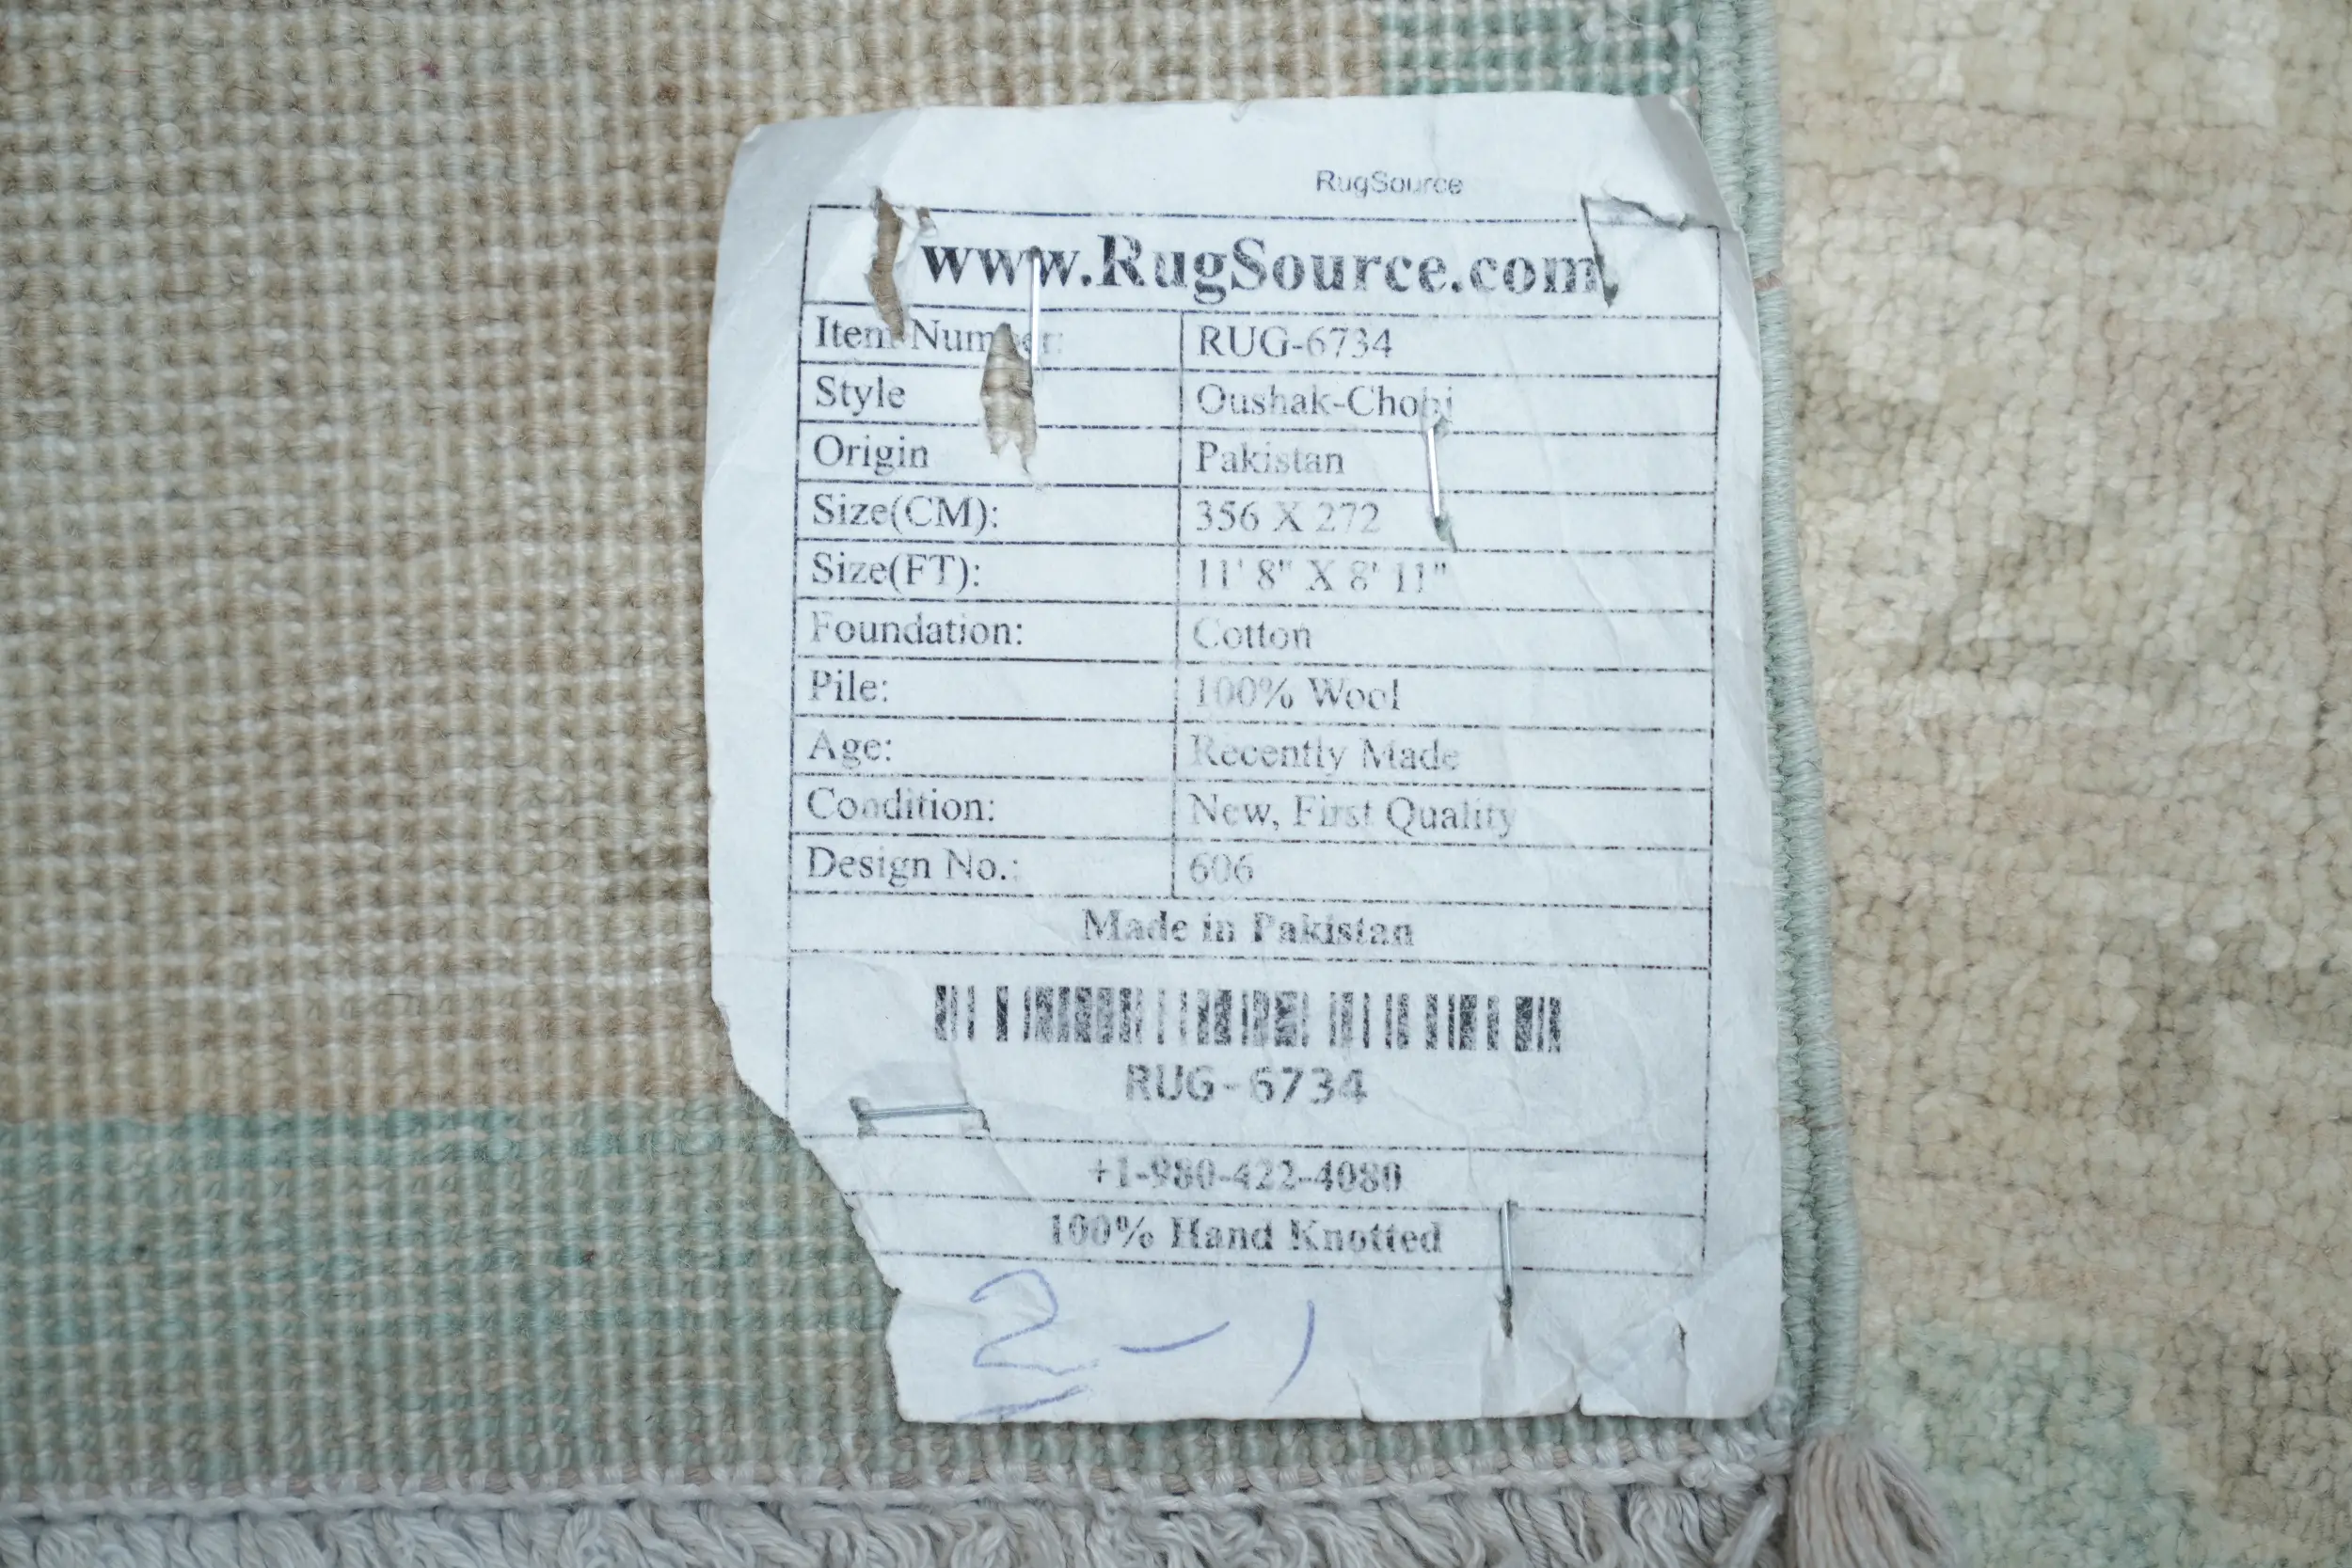 RugSource
www.RugSource.com
Item Number: RUG-6734
Style Oushak-Chobi
Origin Pakistan
Size(CM): 356 X 272
Size(FT): 11' 8" X 8' 11"
Foundation: Cotton
Pile: 100% Wool
Age: Recently Made
Condition: New, First Quality
Design No.: 606
Made in Pakistan
RUG-6734
+1-980-422-4080
100% Hand Knotted
2 - 1